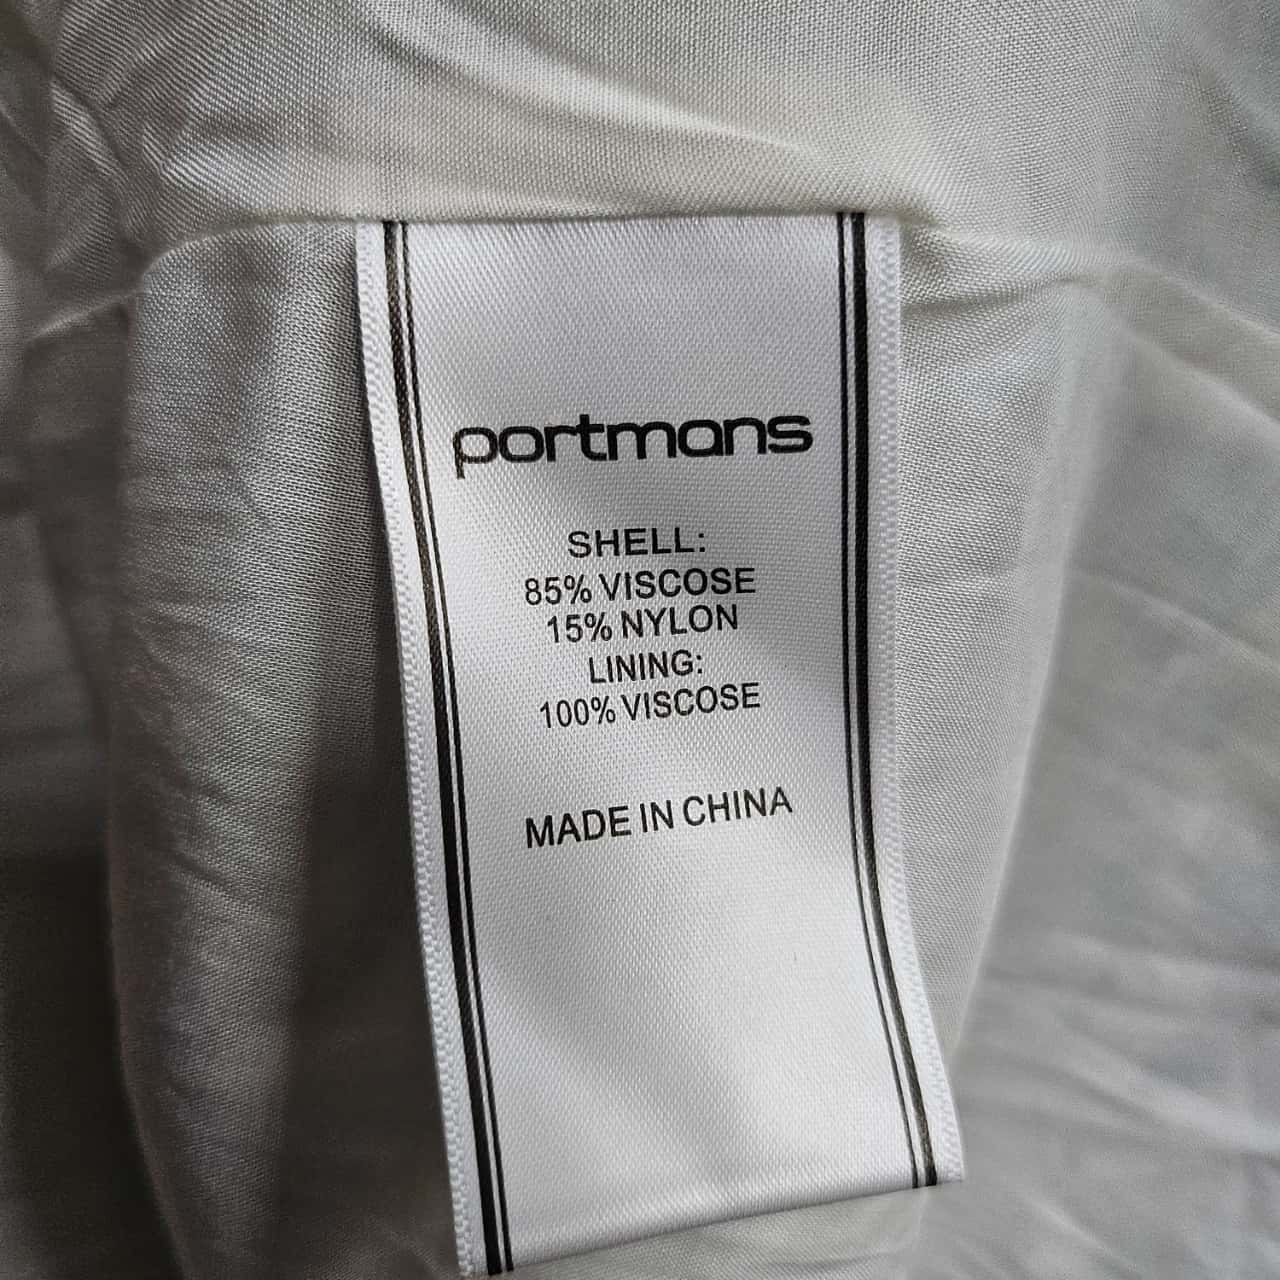 portmans
SHELL:
85% VISCOSE
15% NYLON
LINING:
100% VISCOSE
MADE IN CHINA